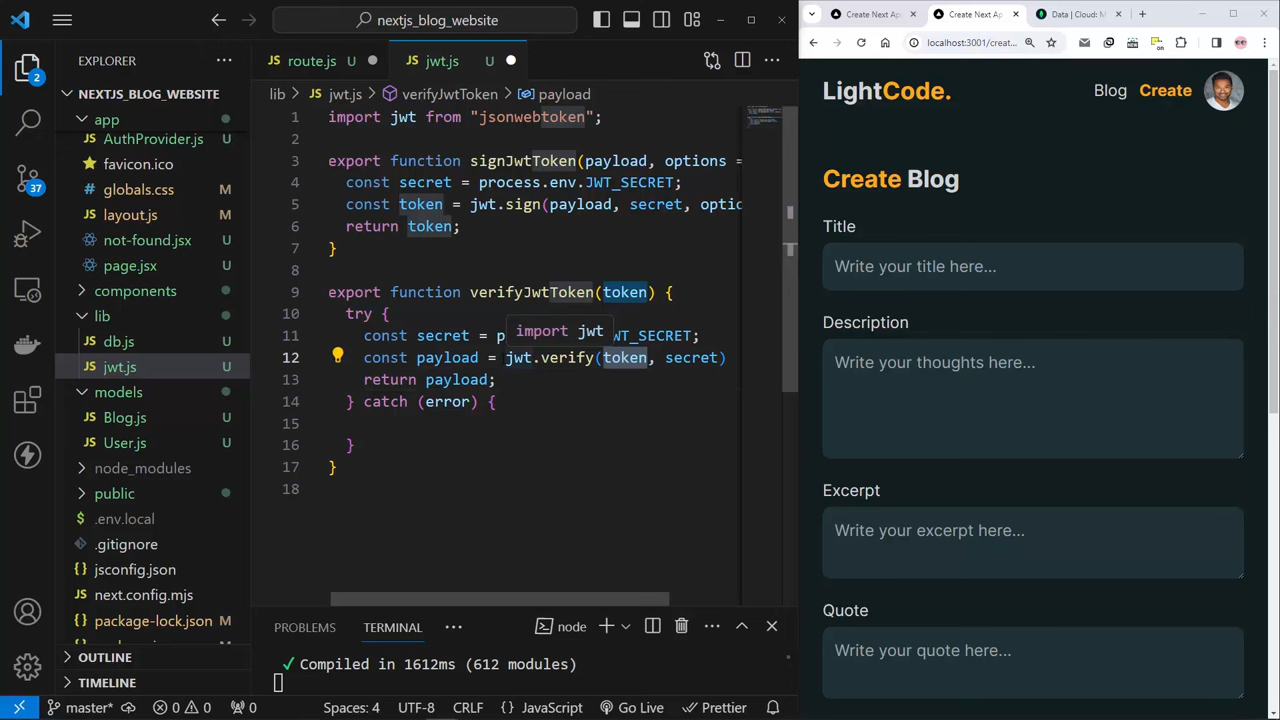 nextjs_blog_website
EXPLORER
NEXTJS_BLOG_WEBSITE
app
AuthProvider.js U
favicon.ico
globals.css M
layout.js M
not-found.jsx U
page.jsx U
components
lib
db.js U
jwt.js U
models
Blog.js U
User.js U
node_modules
public
.env.local
.gitignore
jsconfig.json
next.config.mjs
package-lock.json M
OUTLINE
TIMELINE
2
37
route.js U
jwt.js U
lib > jwt.js > verifyJwtToken > payload
1 import jwt from "jsonwebtoken";
2
3 export function signJwtToken(payload, options =
4 const secret = process.env.JWT_SECRET;
5 const token = jwt.sign(payload, secret, optio
6 return token;
7 }
8
9 export function verifyJwtToken(token) {
10 try {
import jwt
11 const secret = p WT_SECRET;
12 const payload = jwt.verify(token, secret)
13 return payload;
14 } catch (error) {
15
16 }
17 }
18
PROBLEMS TERMINAL node
✓ Compiled in 1612ms (612 modules)
master* 0 0 0 Spaces: 4 UTF-8 CRLF {} JavaScript Go Live Prettier
Create Next Ap
Create Next Ap
Data | Cloud: M
localhost:3001/creat...
LightCode.
Blog Create
Create Blog
Title
Write your title here...
Description
Write your thoughts here...
Excerpt
Write your excerpt here...
Quote
Write your quote here...